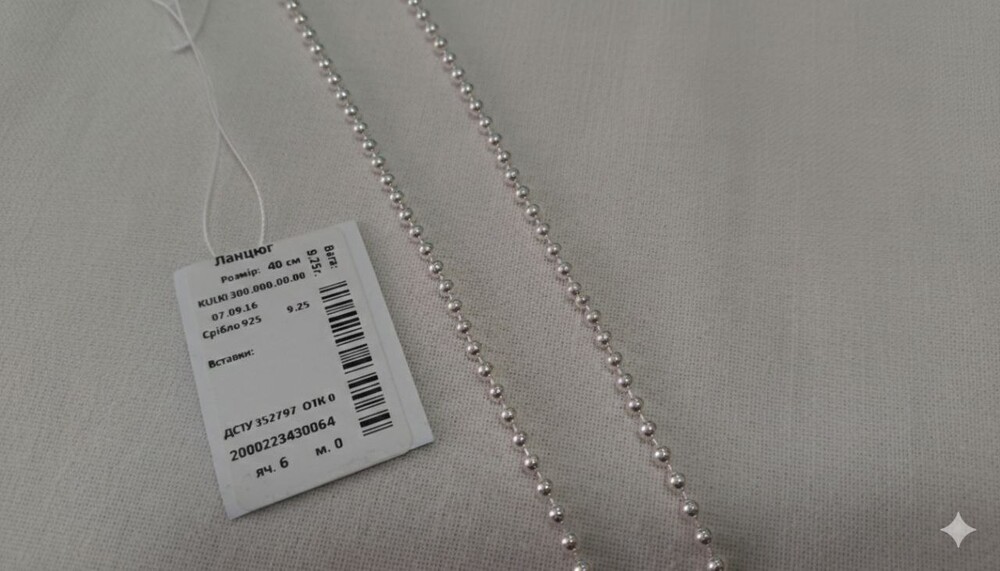 Ланцюг
Розмір: 40 см
KULKI 300.000.00.00
07.09.16
Срібло 925 9.25
Вставки:
ДСТУ 352797 ОТК 0
2000223430064
яч. 6 м. 0
Вага:
9,25г.